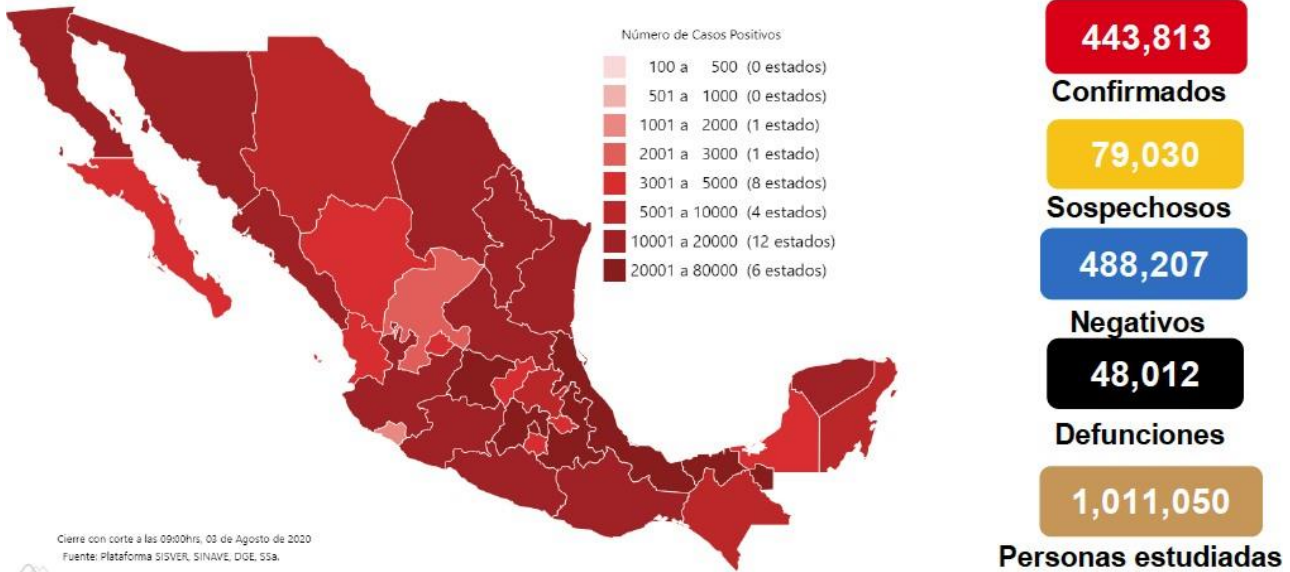 Número de Casos Positivos
100 a 500 (0 estados)
501 a 1000 (0 estados)
1001 a 2000 (1 estado)
2001 a 3000 (1 estado)
3001 a 5000 (8 estados)
5001 a 10000 (4 estados)
10001 a 20000 (12 estados)
20001 a 80000 (6 estados)
Cierre con corte a las 09:00hrs, 03 de Agosto de 2020
Fuente: Plataforma SISVER, SINAVE, DGE, SSa.
443,813
Confirmados
79,030
Sospechosos
488,207
Negativos
48,012
Defunciones
1,011,050
Personas estudiadas